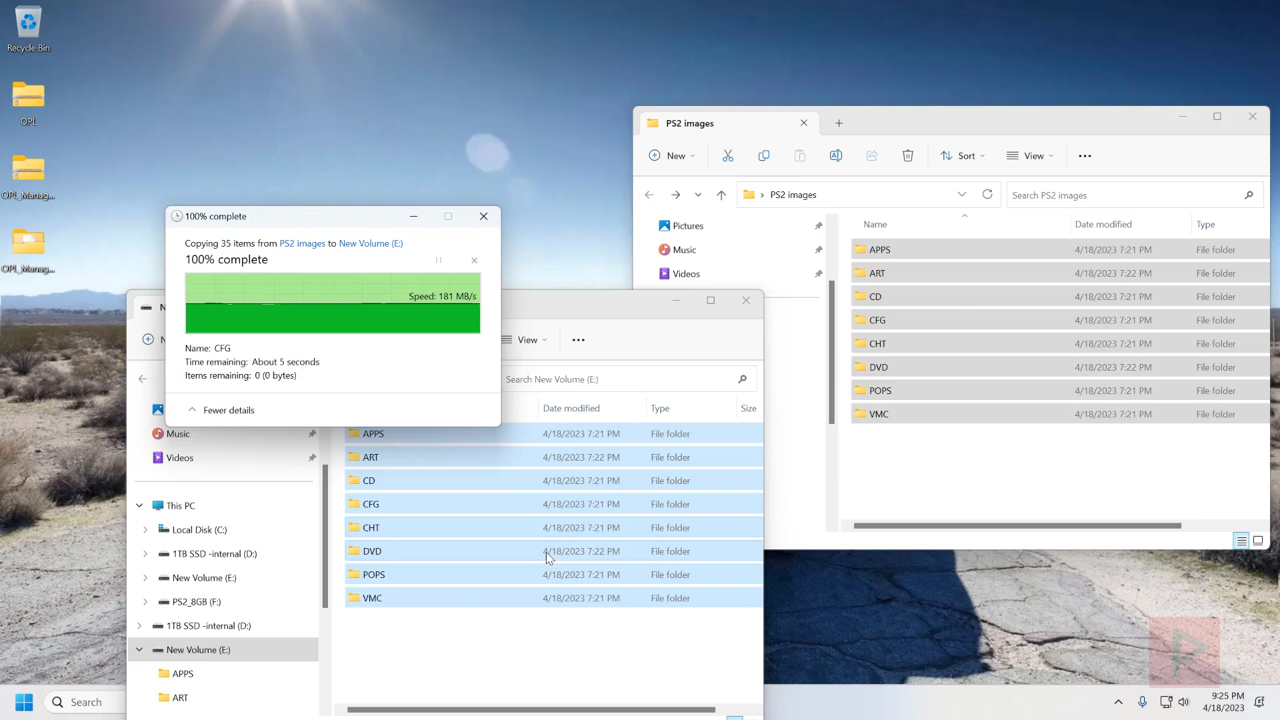 Recycle Bin
OPL
OPL_Manag...
OPL_Manag...
100% complete
Copying 35 items from PS2 images to New Volume (E:)
100% complete
Speed: 181 MB/s
Name: CFG
Time remaining: About 5 seconds
Items remaining: 0 (0 bytes)
Fewer details
PS2 images
New
Sort
View
PS2 images
Search PS2 images
Pictures
Music
Videos
Name Date modified Type
APPS 4/18/2023 7:21 PM File folder
ART 4/18/2023 7:22 PM File folder
CD 4/18/2023 7:21 PM File folder
CFG 4/18/2023 7:21 PM File folder
CHT 4/18/2023 7:21 PM File folder
DVD 4/18/2023 7:22 PM File folder
POPS 4/18/2023 7:21 PM File folder
VMC 4/18/2023 7:21 PM File folder
View
Search New Volume (E:)
Date modified Type Size
Music
Videos
This PC
Local Disk (C:)
1TB SSD -internal (D:)
New Volume (E:)
PS2_8GB (F:)
1TB SSD -internal (D:)
New Volume (E:)
APPS
ART
APPS 4/18/2023 7:21 PM File folder
ART 4/18/2023 7:22 PM File folder
CD 4/18/2023 7:21 PM File folder
CFG 4/18/2023 7:21 PM File folder
CHT 4/18/2023 7:21 PM File folder
DVD 4/18/2023 7:22 PM File folder
POPS 4/18/2023 7:21 PM File folder
VMC 4/18/2023 7:21 PM File folder
Search
9:25 PM
4/18/2023